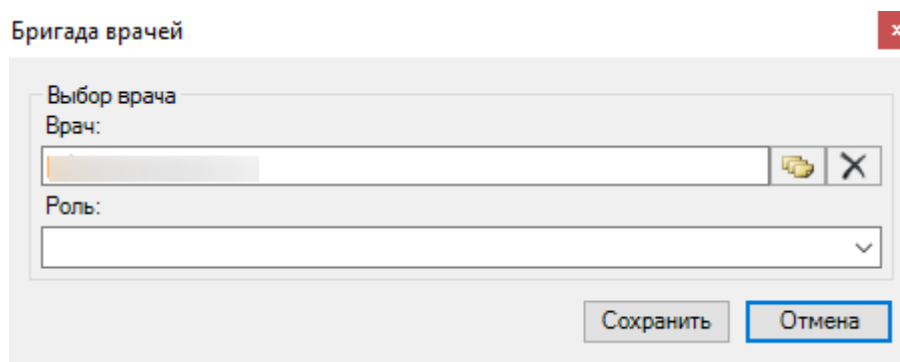 Бригада врачей
Выбор врача
Врач:
Роль:
Сохранить Отмена